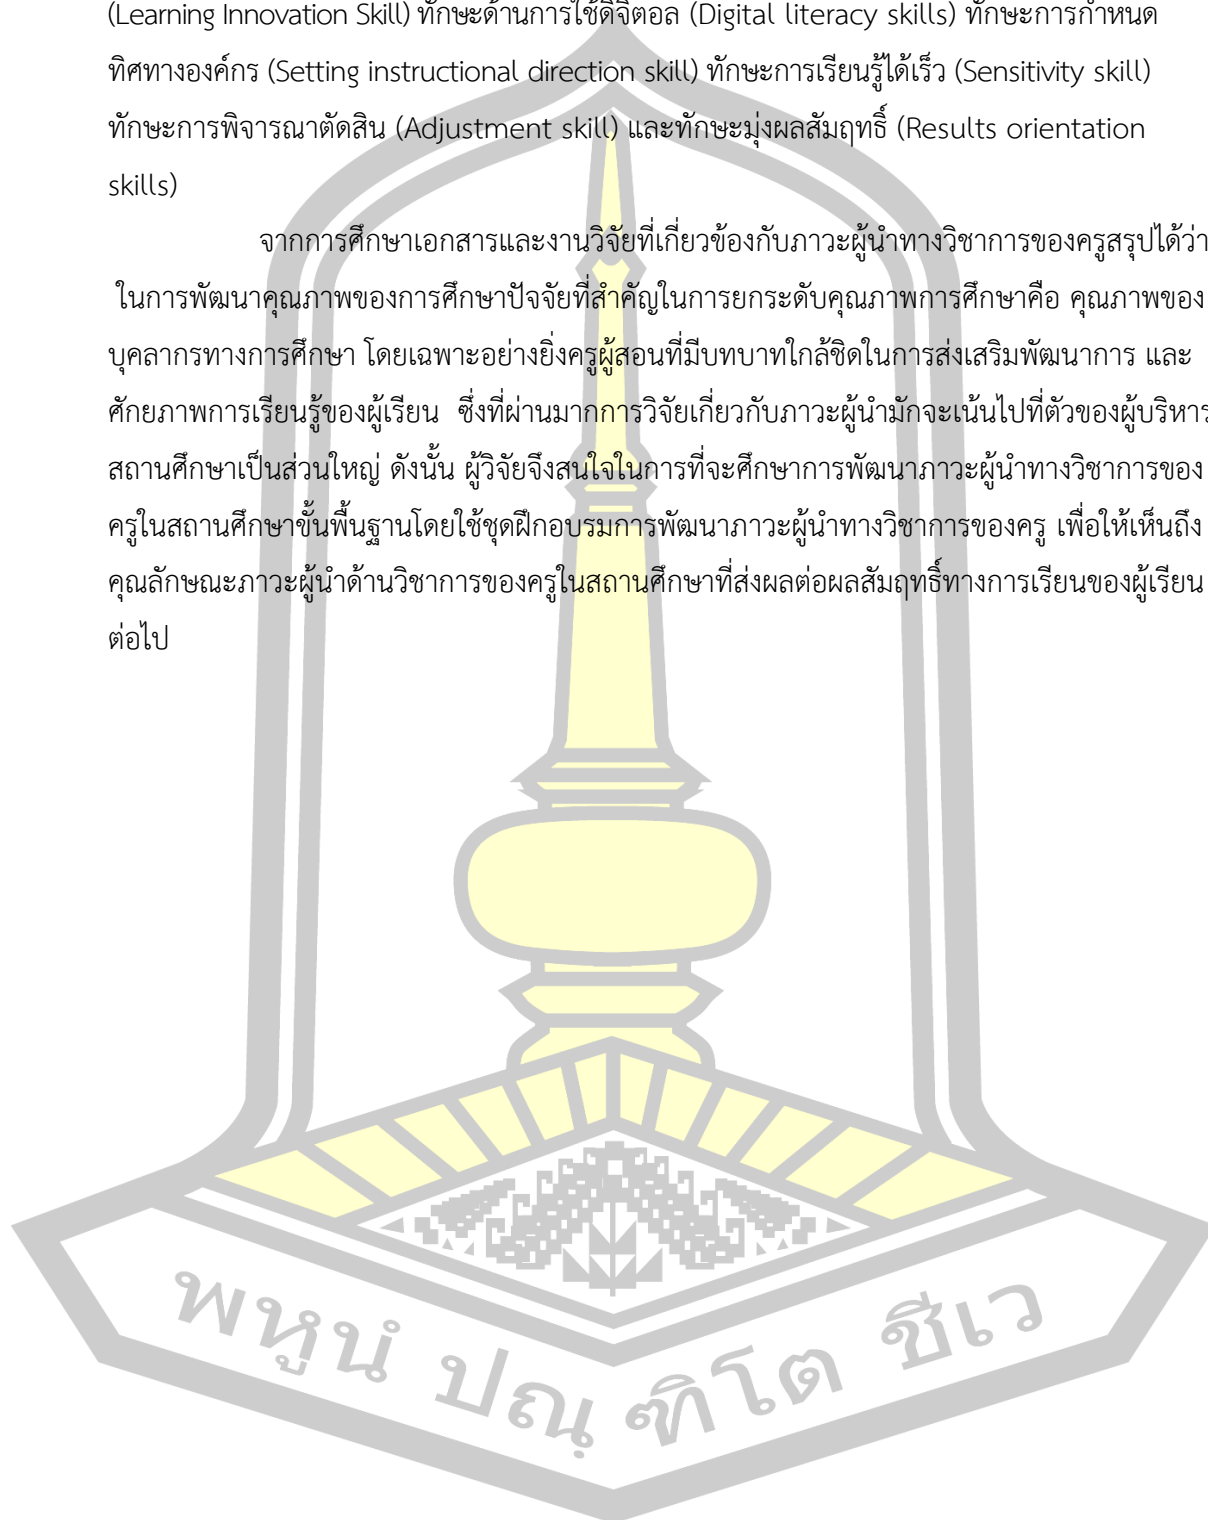 (Learning Innovation Skill) ทักษะด้านการใช้ดิจิตอล (Digital literacy skills) ทักษะการกำหนด
ทิศทางองค์กร (Setting instructional direction skill) ทักษะการเรียนรู้ได้เร็ว (Sensitivity skill)
ทักษะการพิจารณาตัดสิน (Adjustment skill) และทักษะมุ่งผลสัมฤทธิ์ (Results orientation
skills)
จากการศึกษาเอกสารและงานวิจัยที่เกี่ยวข้องกับภาวะผู้นำทางวิชาการของครูสรุปได้ว่า
ในการพัฒนาคุณภาพของการศึกษาปัจจัยที่สำคัญในการยกระดับคุณภาพการศึกษาคือ คุณภาพของ
บุคลากรทางการศึกษา โดยเฉพาะอย่างยิ่งครูผู้สอนที่มีบทบาทใกล้ชิดในการส่งเสริมพัฒนาการ และ
ศักยภาพการเรียนรู้ของผู้เรียน ซึ่งที่ผ่านมากการวิจัยเกี่ยวกับภาวะผู้นำมักจะเน้นไปที่ตัวของผู้บริหาร
สถานศึกษาเป็นส่วนใหญ่ ดังนั้น ผู้วิจัยจึงสนใจในการที่จะศึกษาการพัฒนาภาวะผู้นำทางวิชาการของ
ครูในสถานศึกษาขั้นพื้นฐานโดยใช้ชุดฝึกอบรมการพัฒนาภาวะผู้นำทางวิชาการของครู เพื่อให้เห็นถึง
คุณลักษณะภาวะผู้นำด้านวิชาการของครูในสถานศึกษาที่ส่งผลต่อผลสัมฤทธิ์ทางการเรียนของผู้เรียน
ต่อไป
พหูนํ ปณฺ ฑิโต ชีเว